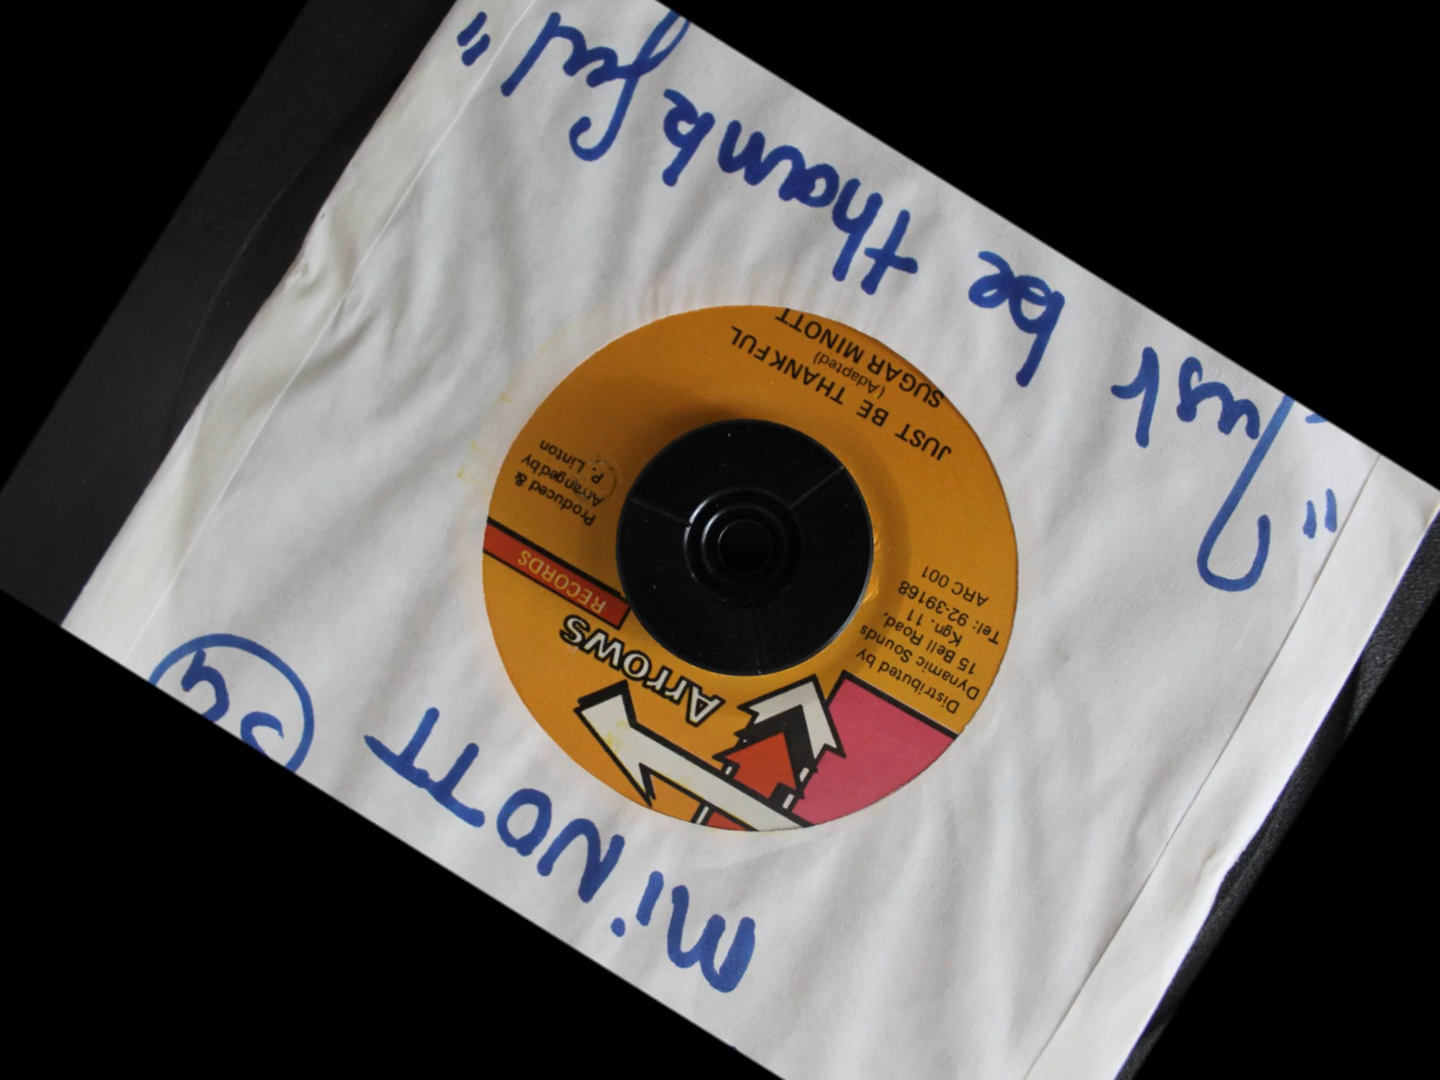 MINOTT
Arrows
RECORDS
Distributed by
Dynamic Sounds
15 Bell Road,
Kgn. 11
Tel: 92-39168
ARC 001
Produced &
Arranged by
P. Linton
JUST BE THANKFUL
(Adapted)
SUGAR MINOTT
"Just be thankful"